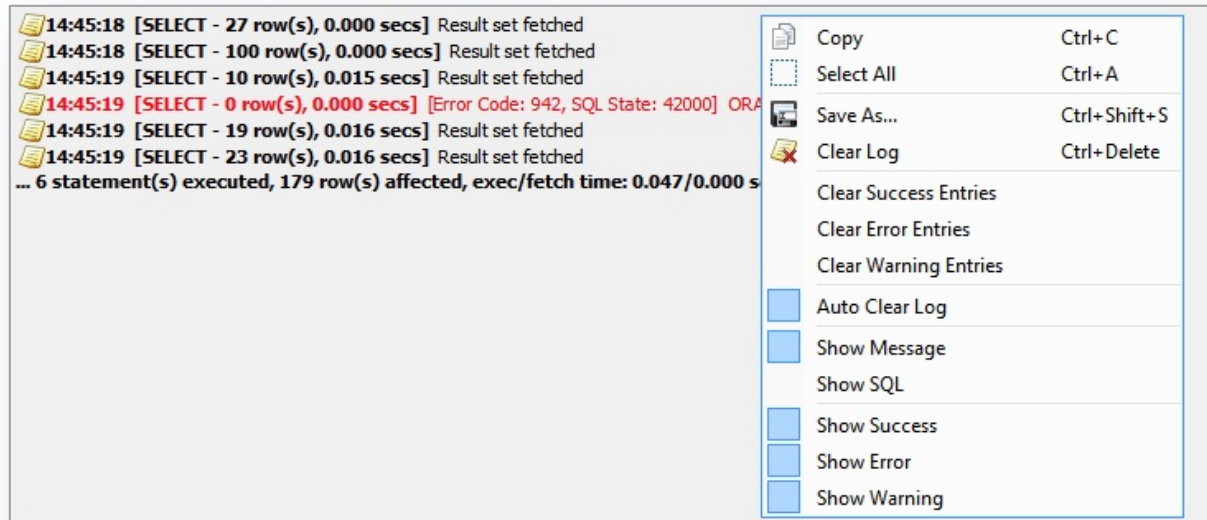 14:45:18 [SELECT - 27 row(s), 0.000 secs] Result set fetched
14:45:18 [SELECT - 100 row(s), 0.000 secs] Result set fetched
14:45:19 [SELECT - 10 row(s), 0.015 secs] Result set fetched
14:45:19 [SELECT - 0 row(s), 0.000 secs] [Error Code: 942, SQL State: 42000] ORA
14:45:19 [SELECT - 19 row(s), 0.016 secs] Result set fetched
14:45:19 [SELECT - 23 row(s), 0.016 secs] Result set fetched
... 6 statement(s) executed, 179 row(s) affected, exec/fetch time: 0.047/0.000 s
Copy Ctrl+C
Select All Ctrl+A
Save As... Ctrl+Shift+S
Clear Log Ctrl+Delete
Clear Success Entries
Clear Error Entries
Clear Warning Entries
Auto Clear Log
Show Message
Show SQL
Show Success
Show Error
Show Warning